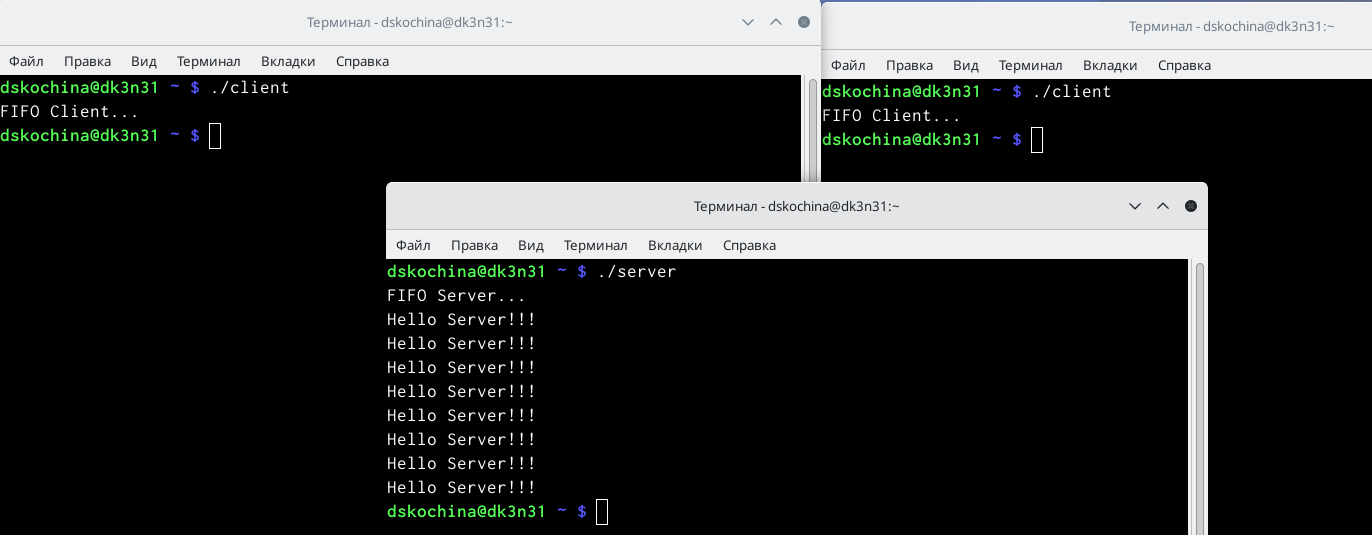 Терминал - dskochina@dk3n31:~
Файл Правка Вид Терминал Вкладки Справка
dskochina@dk3n31 ~ $ ./client
FIFO Client...
dskochina@dk3n31 ~ $
Терминал - dskochina@dk3n31:~
Файл Правка Вид Терминал Вкладки Справка
dskochina@dk3n31 ~ $ ./client
FIFO Client...
dskochina@dk3n31 ~ $
Терминал - dskochina@dk3n31:~
Файл Правка Вид Терминал Вкладки Справка
dskochina@dk3n31 ~ $ ./server
FIFO Server...
Hello Server!!!
Hello Server!!!
Hello Server!!!
Hello Server!!!
Hello Server!!!
Hello Server!!!
Hello Server!!!
Hello Server!!!
dskochina@dk3n31 ~ $